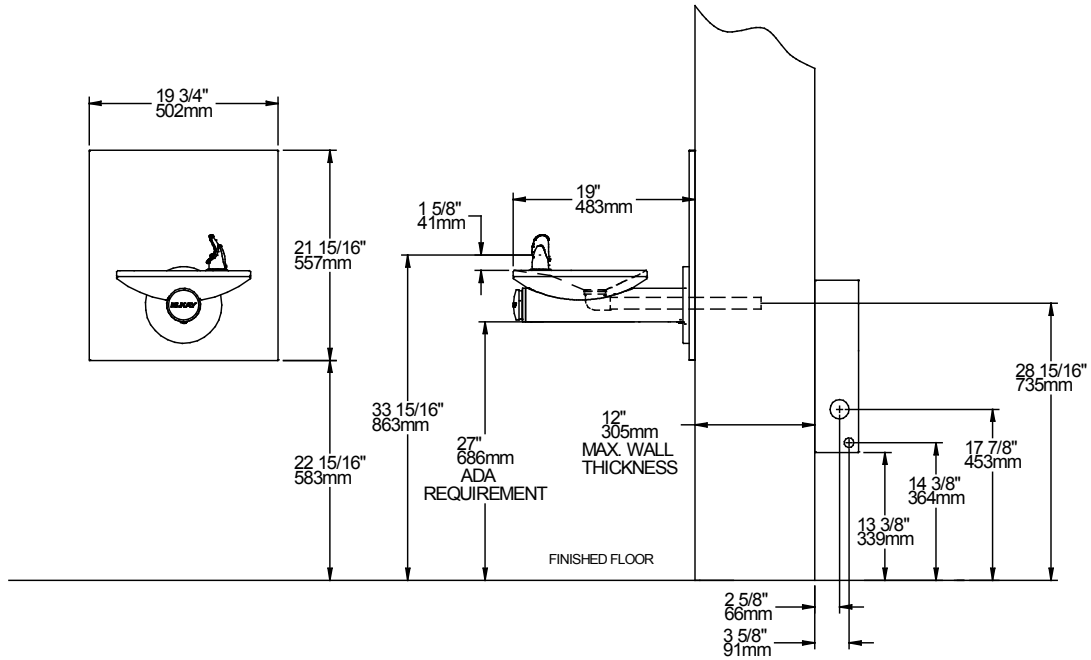 19 3/4"
502mm
21 15/16"
557mm
22 15/16"
583mm
ELKAY
19"
483mm
1 5/8"
41mm
33 15/16"
863mm
27"
686mm
ADA
REQUIREMENT
12"
305mm
MAX. WALL
THICKNESS
FINISHED FLOOR
28 15/16"
735mm
17 7/8"
453mm
14 3/8"
364mm
13 3/8"
339mm
2 5/8"
66mm
3 5/8"
91mm